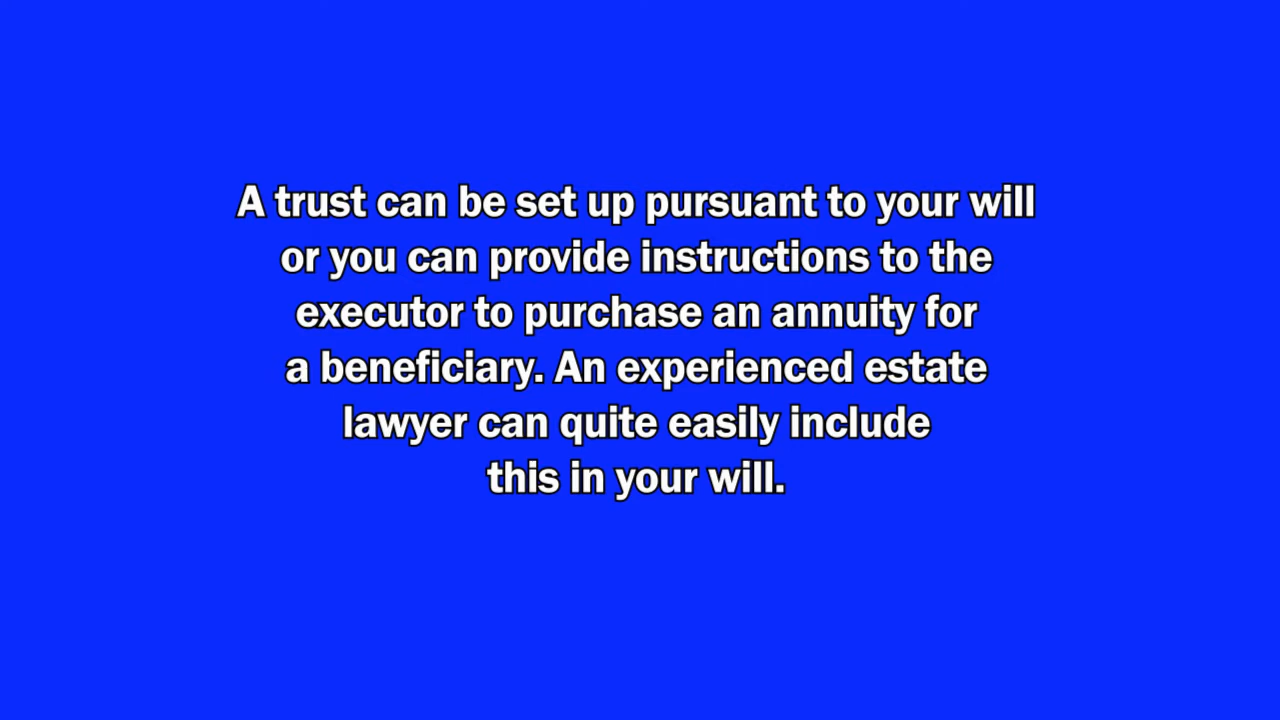 A trust can be set up pursuant to your will
or you can provide instructions to the
executor to purchase an annuity for
a beneficiary. An experienced estate
lawyer can quite easily include
this in your will.